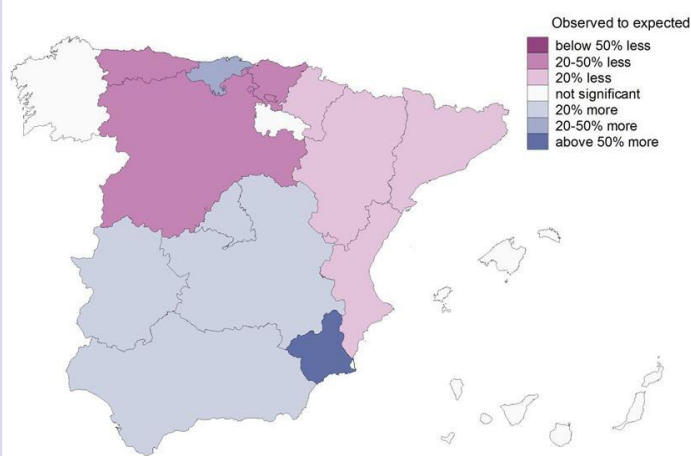 Observed to expected
below 50% less
20-50% less
20% less
not significant
20% more
20-50% more
above 50% more